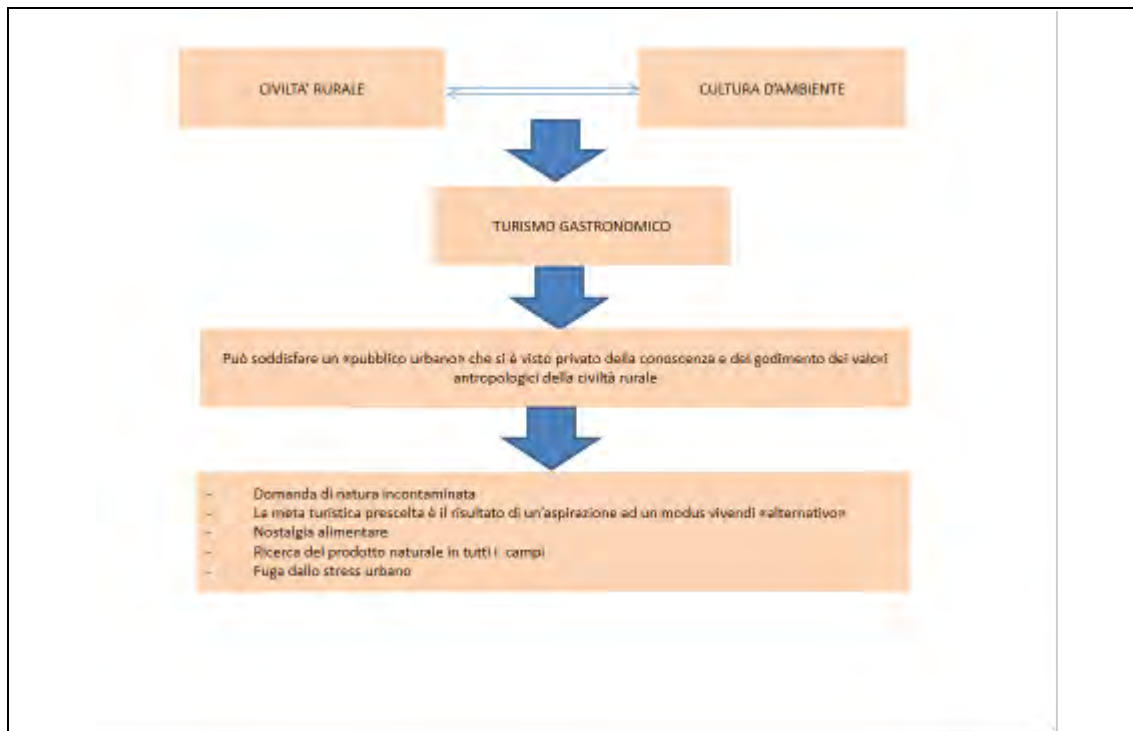 CIVILTA' RURALE
CULTURA D'AMBIENTE
TURISMO GASTRONOMICO
Può soddisfare un «pubblico urbano» che si è visto privato della conoscenza e del godimento dei valori
antropologici della civiltà rurale
- Domanda di natura incontaminata
- La meta turistica prescelta è il risultato di un'aspirazione ad un modus vivendi «alternativo»
- Nostalgia alimentare
- Ricerca del prodotto naturale in tutti i campi
- Fuga dallo stress urbano